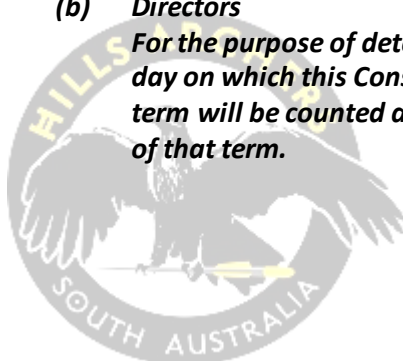 (b) Directors
For the purpose of dete
day on which this Cons
term will be counted a
of that term.
HILLS ARCHERS
SOUTH AUSTRALIA